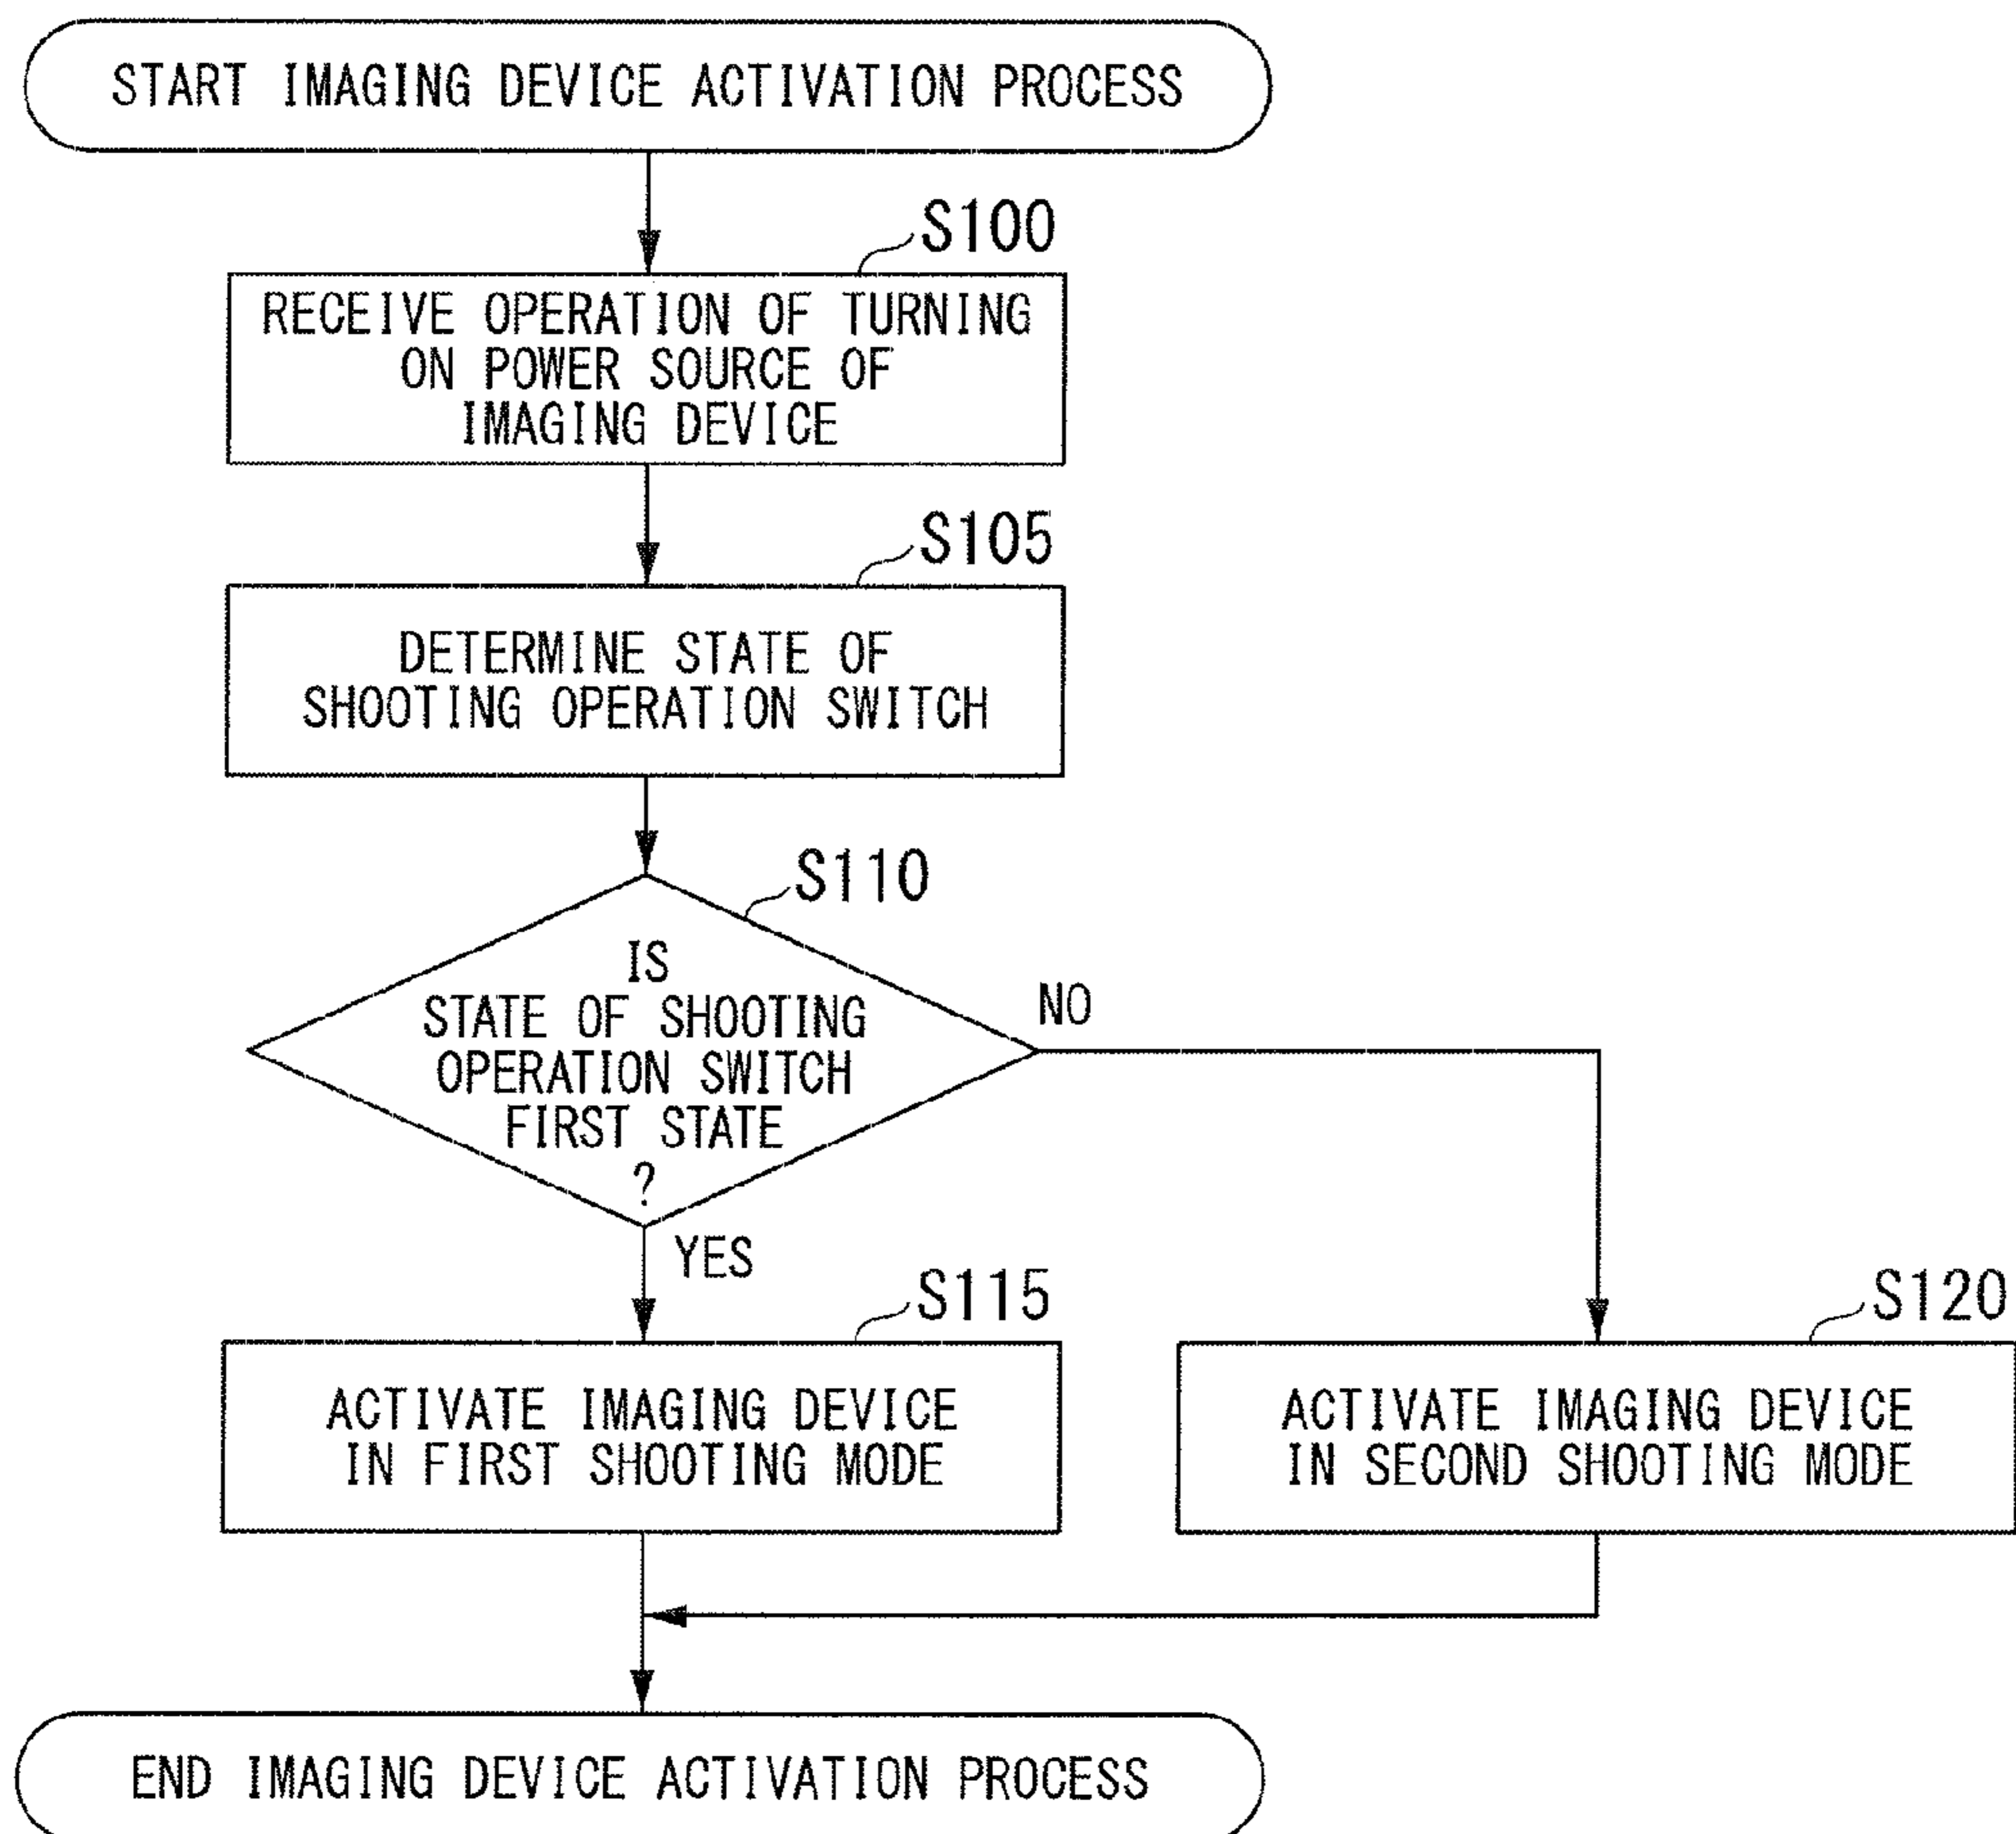 START IMAGING DEVICE ACTIVATION PROCESS
S100
RECEIVE OPERATION OF TURNING
ON POWER SOURCE OF
IMAGING DEVICE
S105
DETERMINE STATE OF
SHOOTING OPERATION SWITCH
S110
IS
STATE OF SHOOTING
OPERATION SWITCH
FIRST STATE
?
NO
YES
S115
ACTIVATE IMAGING DEVICE
IN FIRST SHOOTING MODE
S120
ACTIVATE IMAGING DEVICE
IN SECOND SHOOTING MODE
END IMAGING DEVICE ACTIVATION PROCESS